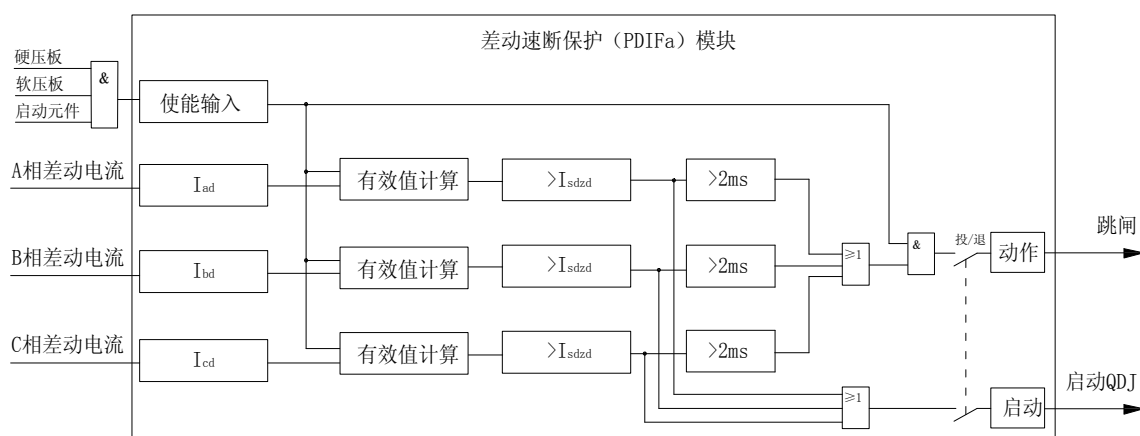 差动速断保护（PDIFa）模块
硬压板
软压板
启动元件
&
使能输入
A相差动电流
Iad
有效值计算
>Isdzd
>2ms
B相差动电流
Ibd
有效值计算
>Isdzd
>2ms
≥1
&
投/退
动作
跳闸
C相差动电流
Icd
有效值计算
>Isdzd
>2ms
≥1
启动
启动QDJ